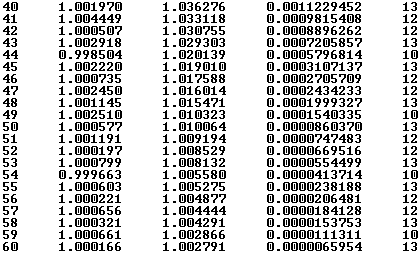 40 1.001970 1.036276 0.0011229452 13
41 1.004449 1.033118 0.0009815408 12
42 1.000507 1.030755 0.0008896262 12
43 1.002918 1.029303 0.0007205857 13
44 0.998504 1.020139 0.0005796814 10
45 1.002220 1.019010 0.0003107137 13
46 1.000735 1.017588 0.0002705709 12
47 1.002450 1.016014 0.0002434233 12
48 1.001145 1.015471 0.0001999327 13
49 1.002510 1.010323 0.0001540335 10
50 1.000577 1.010064 0.0000860370 13
51 1.001191 1.009194 0.0000747483 12
52 1.000197 1.008529 0.0000669516 12
53 1.000799 1.008132 0.0000554499 13
54 0.999663 1.005580 0.0000413714 10
55 1.000603 1.005275 0.0000238188 13
56 1.000221 1.004877 0.0000206481 12
57 1.000656 1.004444 0.0000184128 12
58 1.000321 1.004291 0.0000153753 13
59 1.000661 1.002866 0.0000111311 10
60 1.000166 1.002791 0.0000065954 13